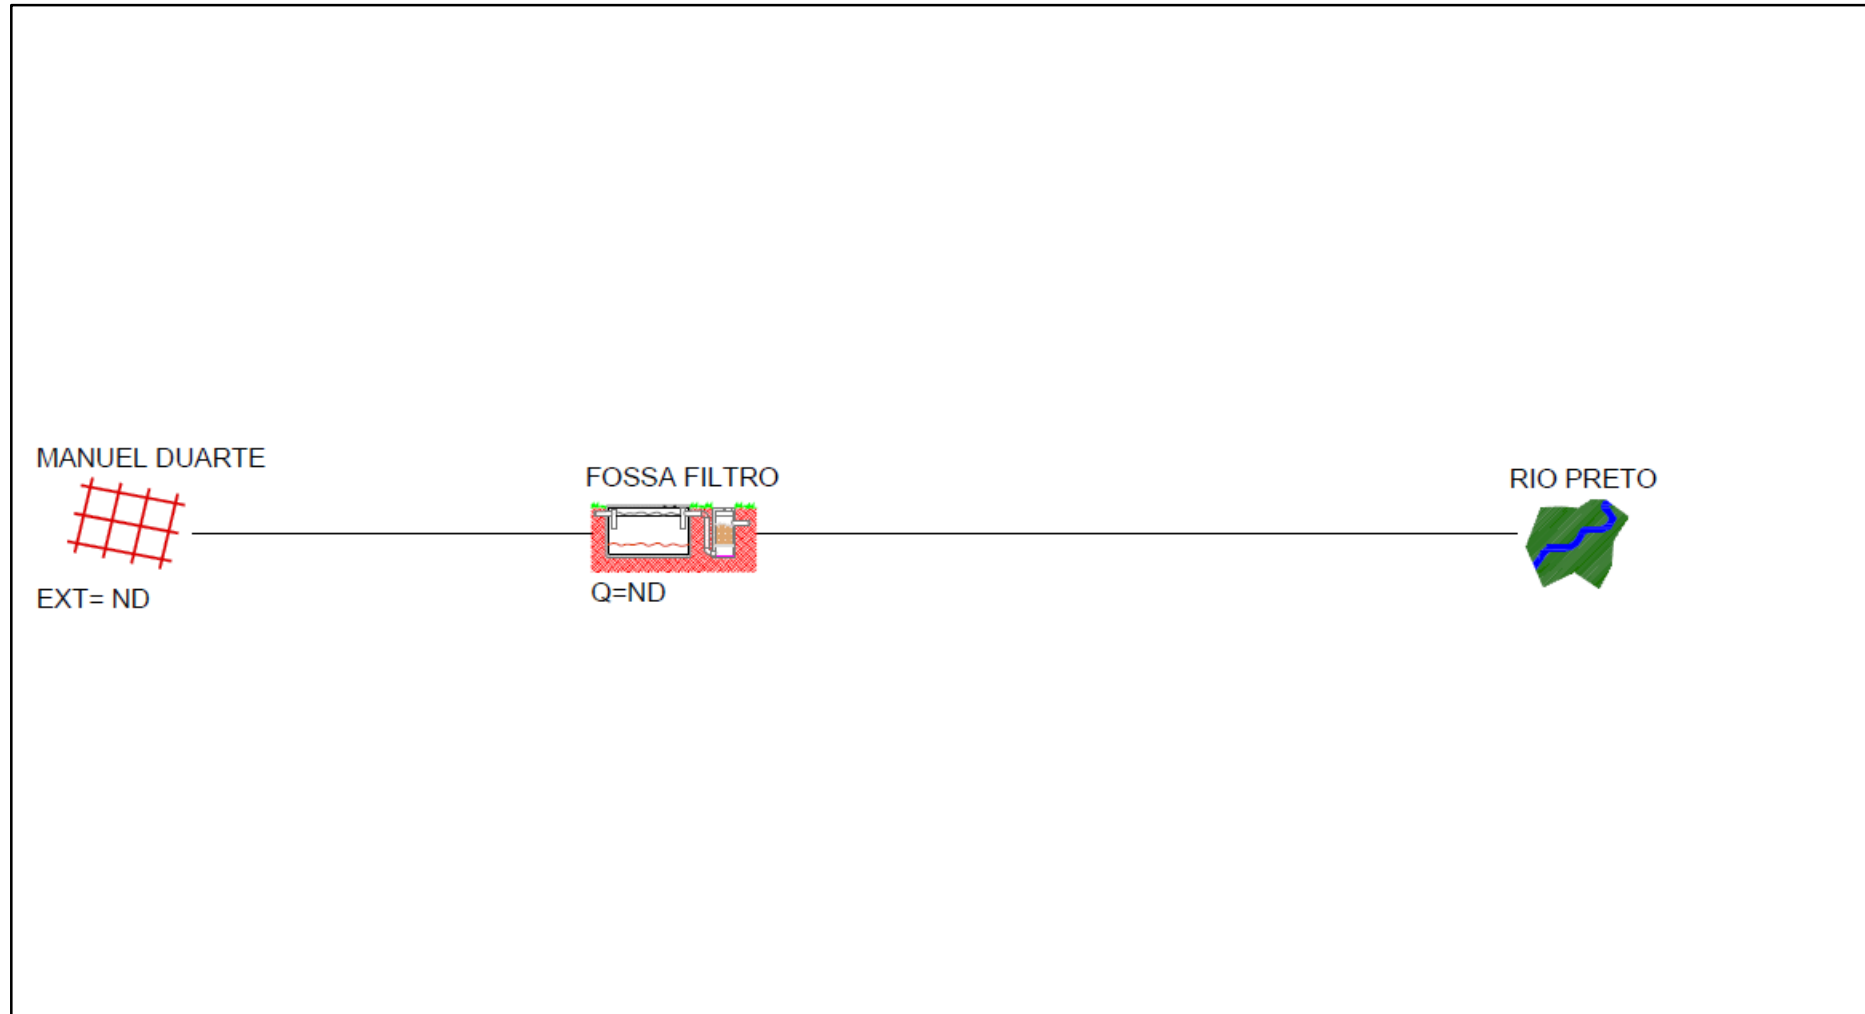 MANUEL DUARTE
EXT= ND
FOSSA FILTRO
Q=ND
RIO PRETO